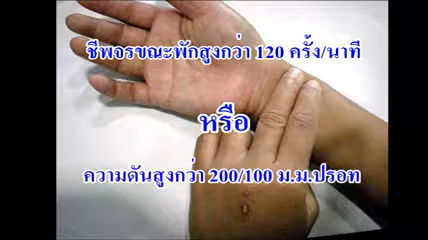 ชีพจรขณะพักสูงกว่า 120 ครั้ง/นาที
หรือ
ความดันสูงกว่า 200/100 ม.ม.ปรอท